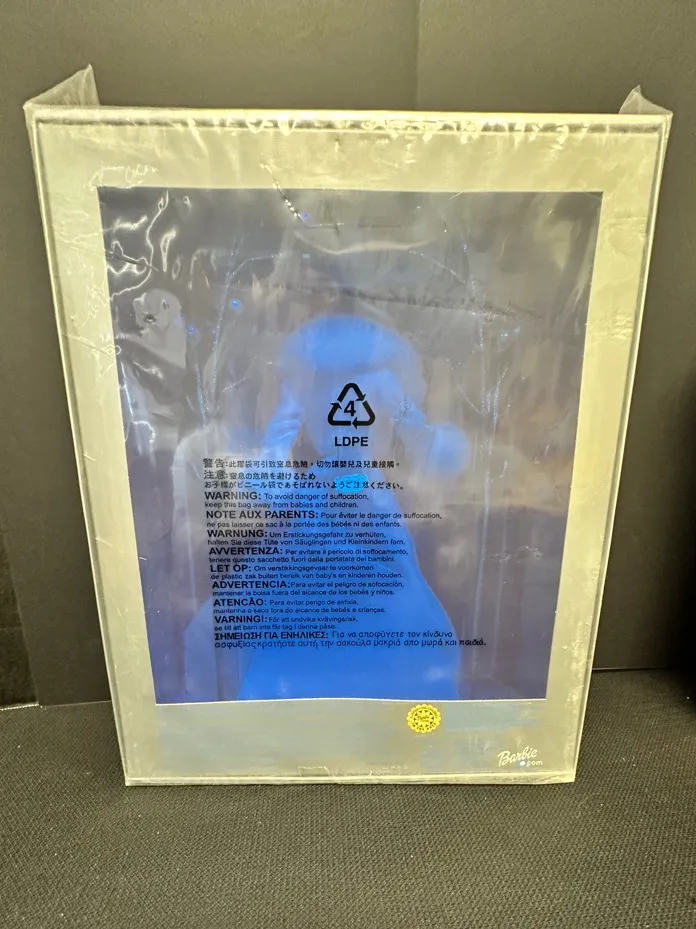 4
LDPE
警告:此膠袋可引致窒息危險。切勿讓嬰兒及兒童接觸。
注意:窒息の危険を避けるため
お子様がビニール袋であそばれないようご注意ください。
WARNING: To avoid danger of suffocation,
keep this bag away from babies and children.
NOTE AUX PARENTS: Pour éviter le danger de suffocation,
ne pas laisser ce sac à la portée des bébés ni des enfants.
WARNUNG: Um Erstickungsgefahr zu verhüten,
halten Sie diese Tüte von Säuglingen und Kleinkindern fern.
AVVERTENZA: Per evitare il pericolo di soffocamento,
tenere questo sacchetto fuori dalla portata dei bambini.
LET OP: Om verstikkingsgevaar te voorkomen
de plastic zak buiten bereik van baby's en kinderen houden.
ADVERTENCIA: Para evitar el peligro de sofocación,
mantener la bolsa fuera del alcance de los bebés y niños.
ATENCÃO: Para evitar perigo de asfixia,
mantenha o saco fora do alcance de bebés e crianças.
VARNING!: För att undvika kvävningsrisk,
se till att barn inte får tag i denna påse.
ΣΗΜΕΙΩΣΗ ΓΙΑ ΕΝΗΛΙΚΕΣ: Για να αποφύγετε τον κίνδυνο
ασφυξίας κρατήστε αυτή την σακούλα μακριά απο μωρά και παιδιά.
Barbie
.com